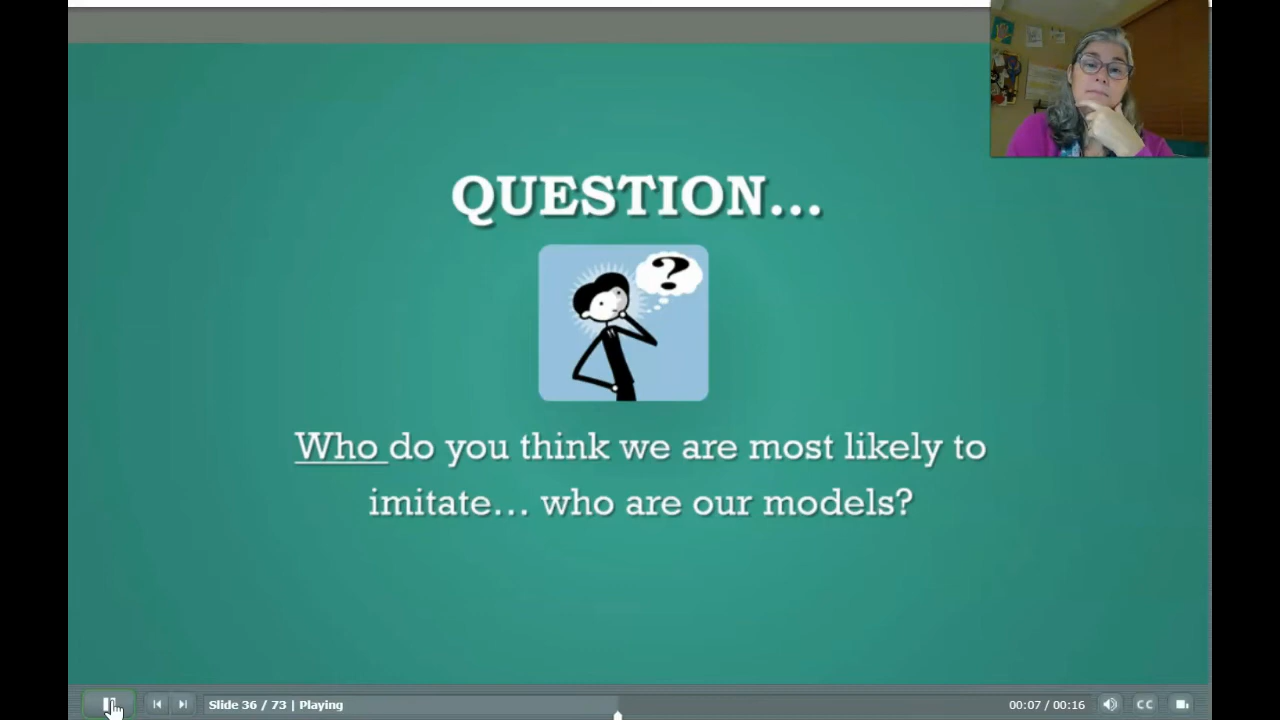 QUESTION...
?
Who do you think we are most likely to
imitate... who are our models?
Slide 36 / 73 | Playing
00:07 / 00:16
CC